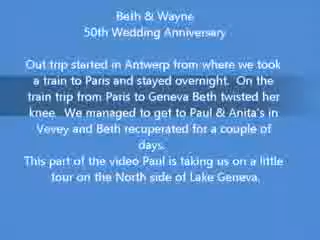 Beth & Wayne
50th Wedding Anniversary
Out trip started in Antwerp from where we took
a train to Paris and stayed overnight. On the
train trip from Paris to Geneva Beth twisted her
knee. We managed to get to Paul & Anita's in
Vevey and Beth recuperated for a couple of
days.
This part of the video Paul is taking us on a little
tour on the North side of Lake Geneva.